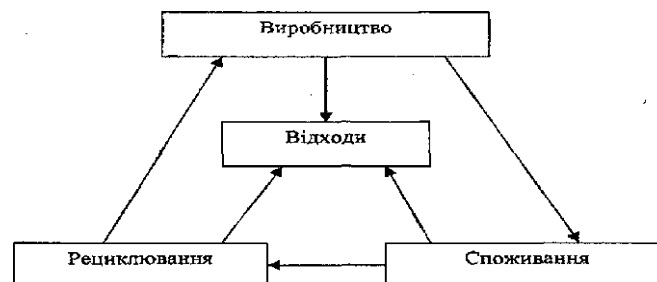 Виробництво
Відходи
Рециклювання
Споживання